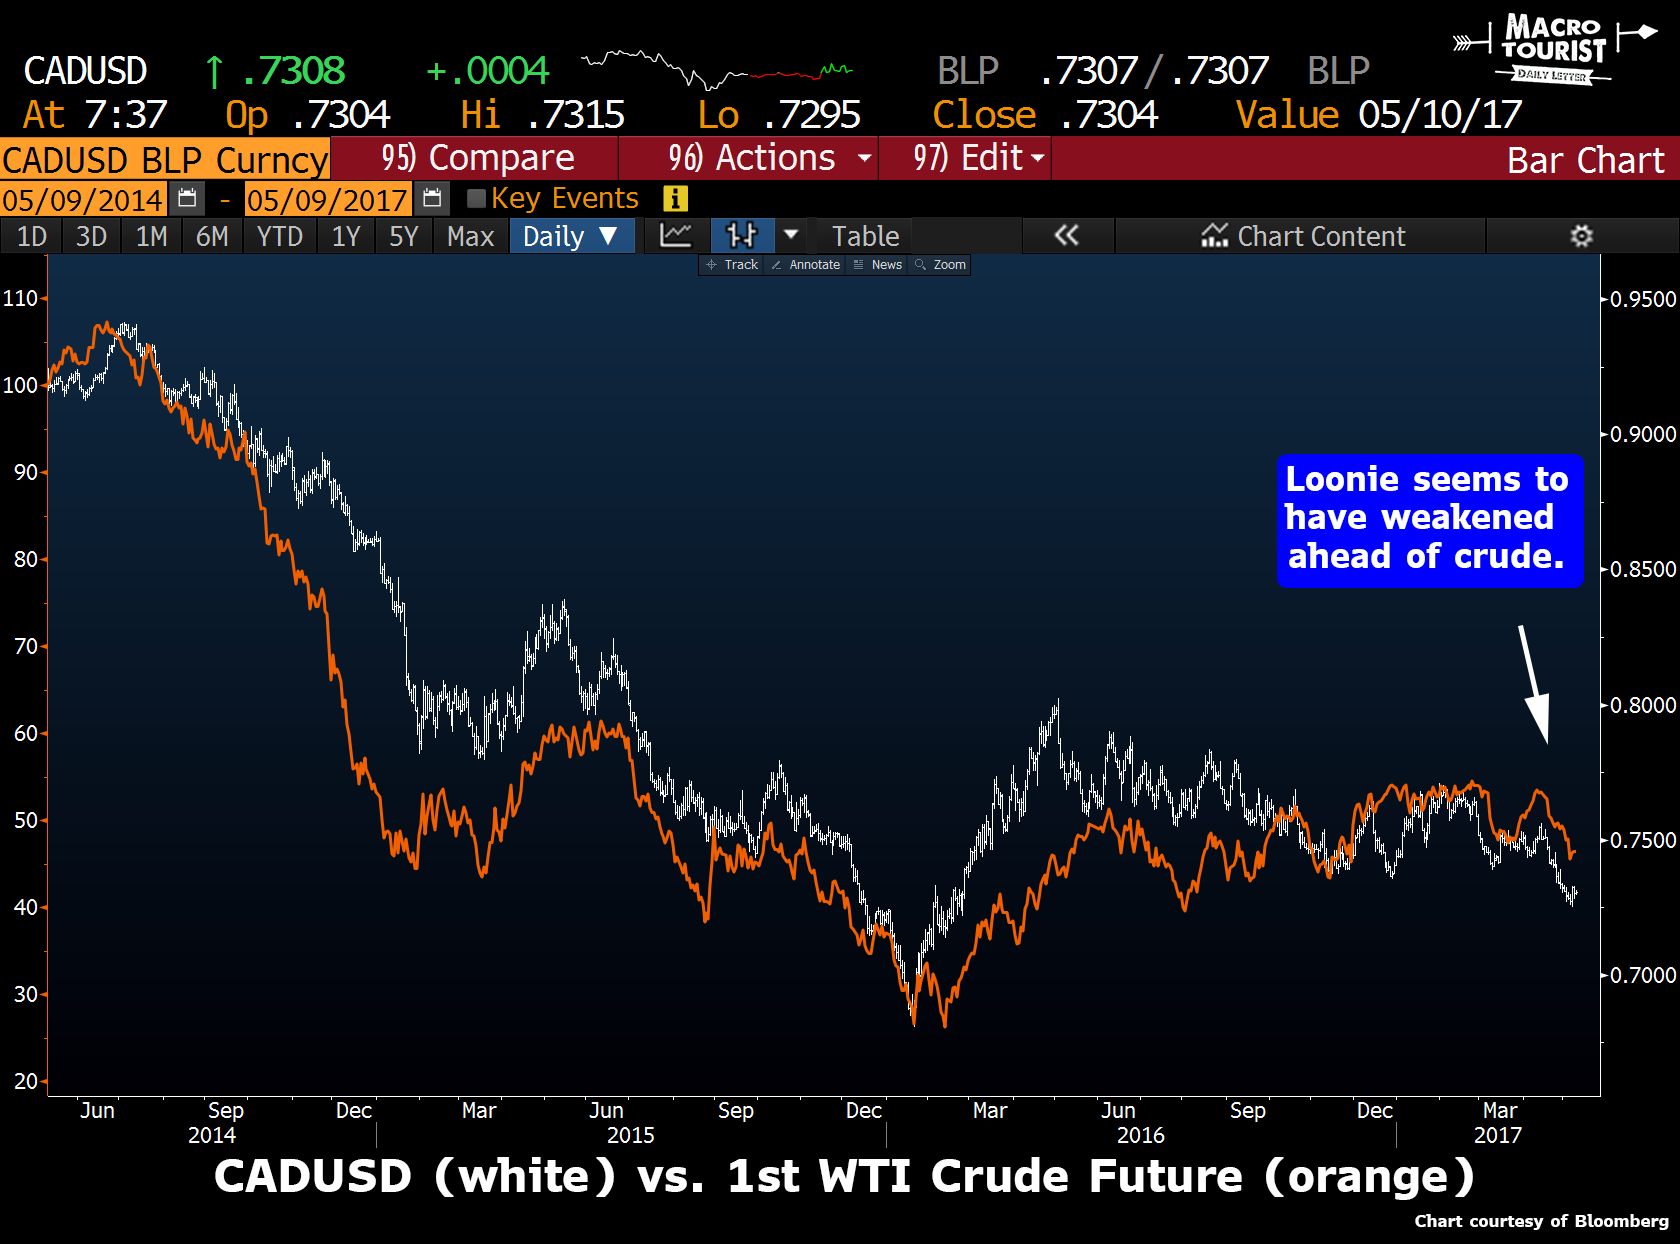 MACRO
TOURIST
DAILY LETTER
CADUSD ↑ .7308 +.0004 BLP .7307/.7307 BLP
At 7:37 Op .7304 Hi .7315 Lo .7295 Close .7304 Value 05/10/17
CADUSD BLP Curncy 95) Compare 96) Actions 97) Edit Bar Chart
05/09/2014 - 05/09/2017 Key Events i
1D 3D 1M 6M YTD 1Y 5Y Max Daily ▼ Table « Chart Content
Track Annotate News Zoom
110 0.9500
100
0.9000
90
Loonie seems to
have weakened
ahead of crude.
80 0.8500
70
0.8000
60
50
0.7500
40
0.7000
30
20
Jun Sep Dec Mar Jun Sep Dec Mar Jun Sep Dec Mar
2014 2015 2016 2017
CADUSD (white) vs. 1st WTI Crude Future (orange)
Chart courtesy of Bloomberg